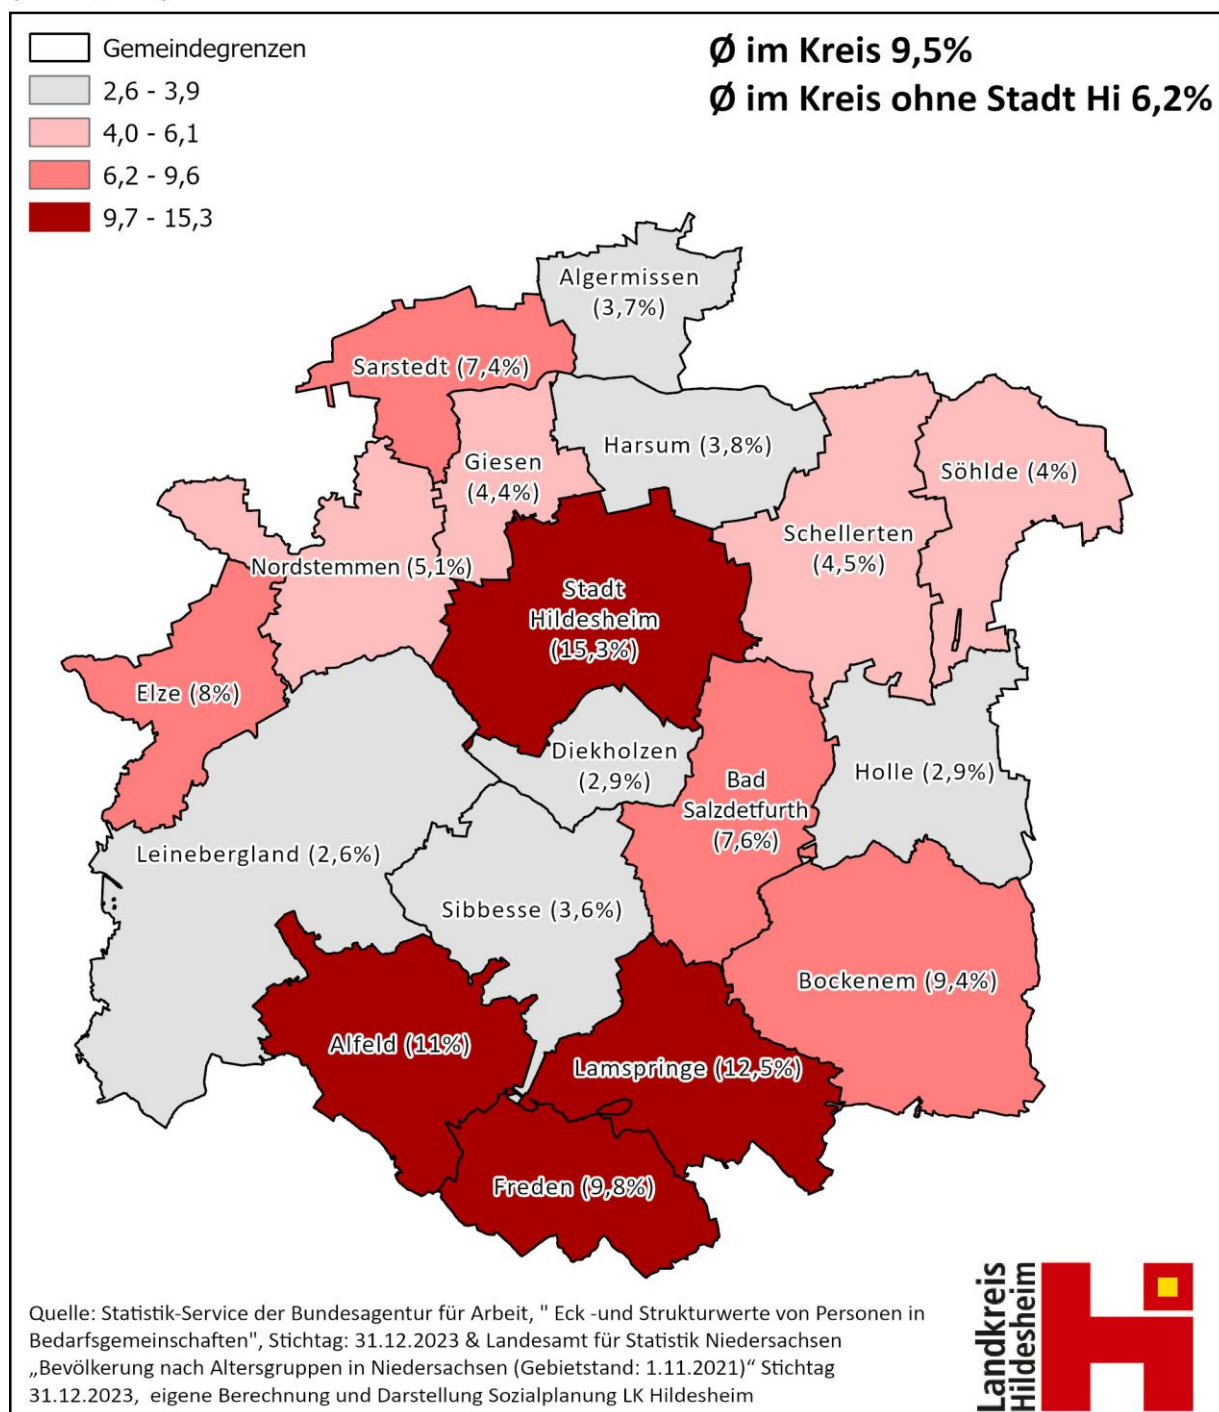 Gemeindegrenzen
2,6 - 3,9
4,0 - 6,1
6,2 - 9,6
9,7 - 15,3
Ø im Kreis 9,5%
Ø im Kreis ohne Stadt Hi 6,2%
Algermissen
(3,7%)
Sarstedt (7,4%)
Harsum (3,8%)
Giesen
(4,4%)
Söhlde (4%)
Schellerten
(4,5%)
Nordstemmen (5,1%)
Stadt
Hildesheim
(15,3%)
Elze (8%)
Diekholzen
(2,9%)
Holle (2,9%)
Bad
Salzdetfurth
(7,6%)
Leinebergland (2,6%)
Sibbesse (3,6%)
Bockenem (9,4%)
Alfeld (11%)
Lamspringe (12,5%)
Freden (9,8%)
Quelle: Statistik-Service der Bundesagentur für Arbeit, " Eck -und Strukturwerte von Personen in
Bedarfsgemeinschaften", Stichtag: 31.12.2023 & Landesamt für Statistik Niedersachsen
„Bevölkerung nach Altersgruppen in Niedersachsen (Gebietstand: 1.11.2021)“ Stichtag
31.12.2023, eigene Berechnung und Darstellung Sozialplanung LK Hildesheim
Landkreis
Hildesheim